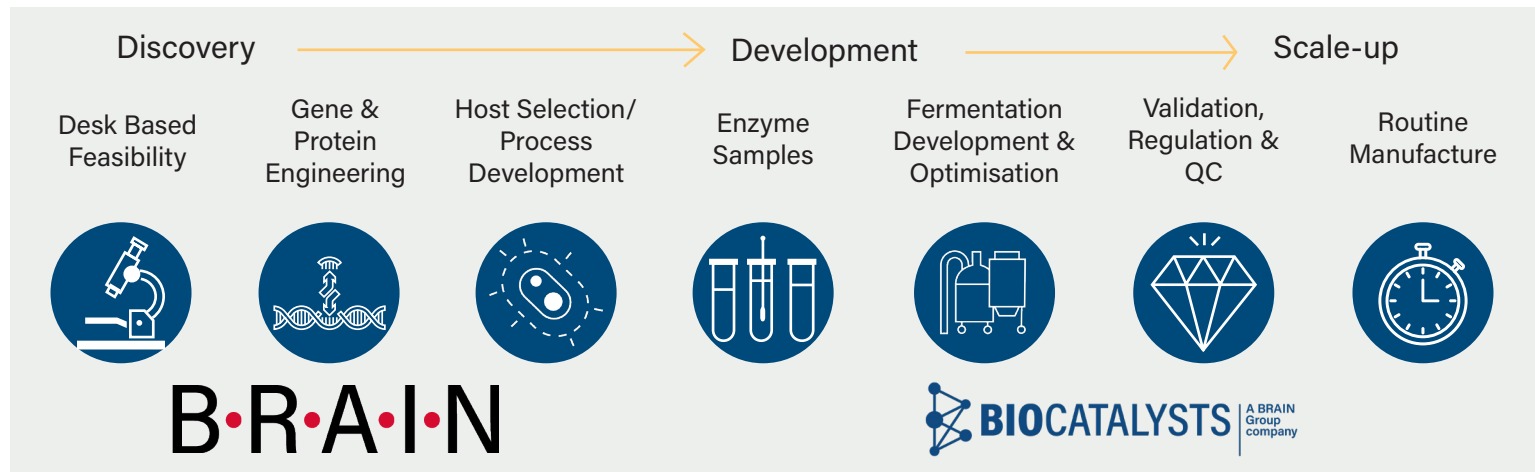 Discovery
Development
Scale-up
Desk Based
Feasibility
Gene &
Protein
Engineering
Host Selection/
Process
Development
Enzyme
Samples
Fermentation
Development &
Optimisation
Validation,
Regulation &
QC
Routine
Manufacture
B·R·A·I·N
BIOCATALYSTS
A BRAIN
Group
company